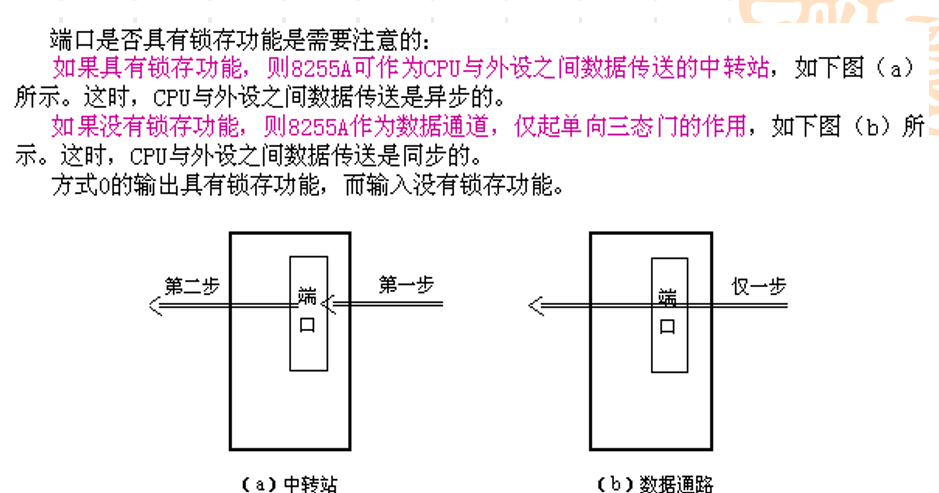 端口是否具有锁存功能是需要注意的：
如果具有锁存功能，则8255A可作为CPU与外设之间数据传送的中转站，如下图（a）
所示。这时，CPU与外设之间数据传送是异步的。
如果没有锁存功能，则8255A作为数据通道，仅起单向三态门的作用，如下图（b）所
示。这时，CPU与外设之间数据传送是同步的。
方式0的输出具有锁存功能，而输入没有锁存功能。
第二步
端
口
第一步
端
口
仅一步
（a）中转站
（b）数据通路